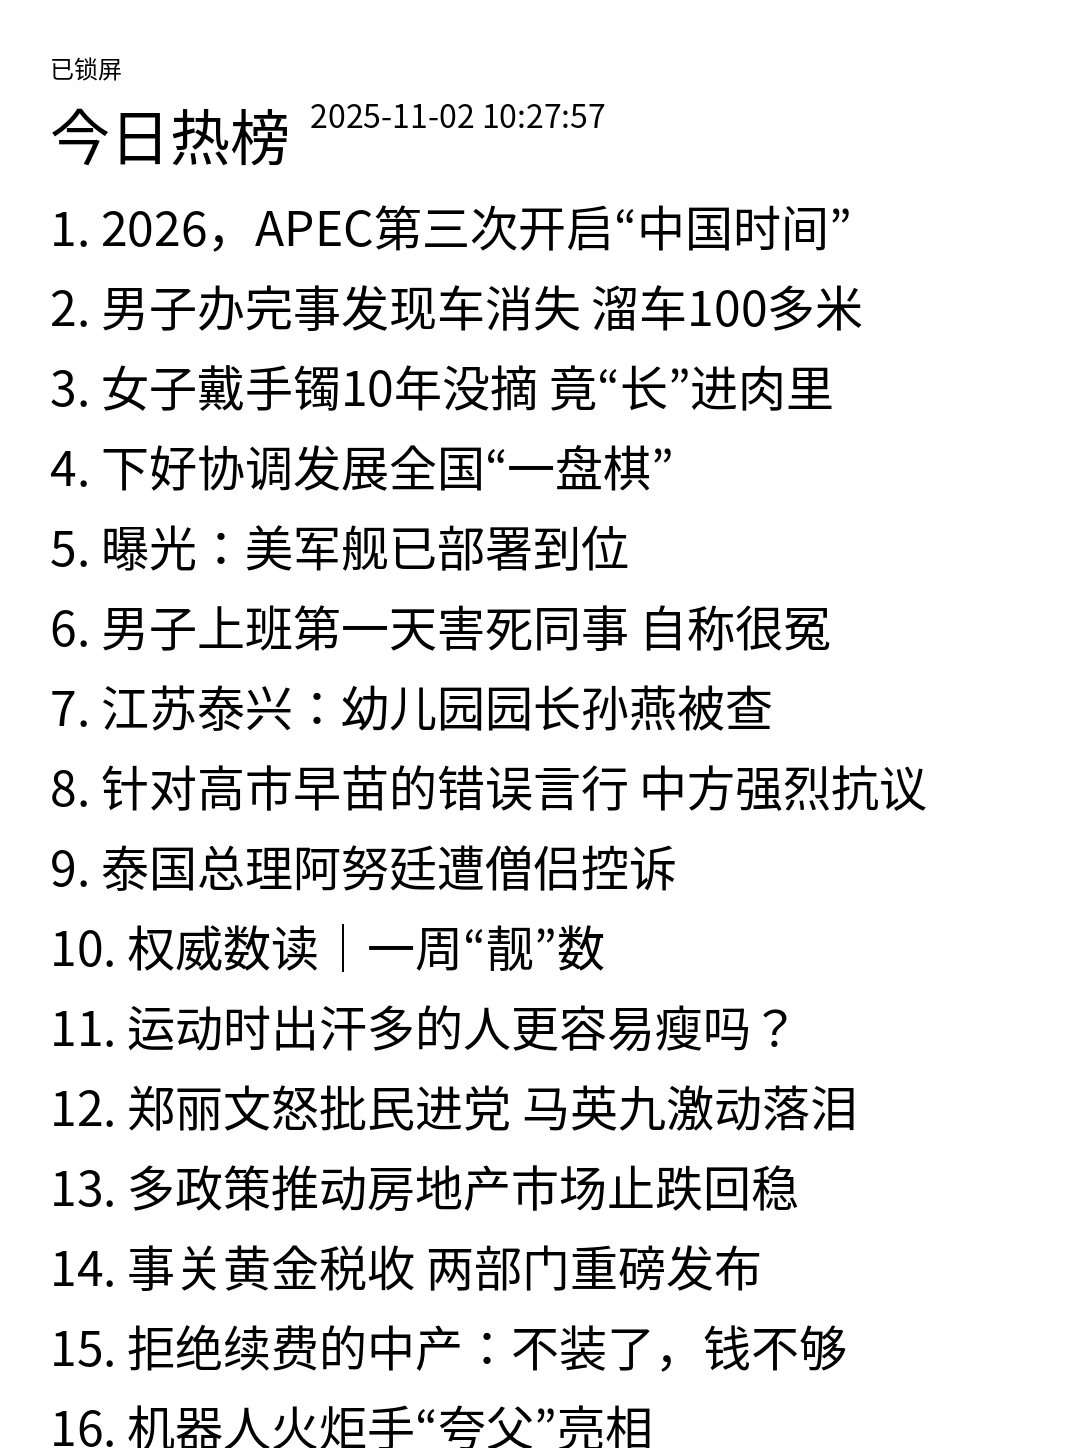 已锁屏
今日热榜 2025-11-02 10:27:57
1. 2026，APEC第三次开启“中国时间”
2. 男子办完事发现车消失 溜车100多米
3. 女子戴手镯10年没摘 竟“长”进肉里
4. 下好协调发展全国“一盘棋”
5. 曝光：美军舰已部署到位
6. 男子上班第一天害死同事 自称很冤
7. 江苏泰兴：幼儿园园长孙燕被查
8. 针对高市早苗的错误言行 中方强烈抗议
9. 泰国总理阿努廷遭僧侣控诉
10. 权威数读｜一周“靓”数
11. 运动时出汗多的人更容易瘦吗？
12. 郑丽文怒批民进党 马英九激动落泪
13. 多政策推动房地产市场止跌回稳
14. 事关黄金税收 两部门重磅发布
15. 拒绝续费的中产：不装了，钱不够
16. 机器人火炬手“夸父”亮相